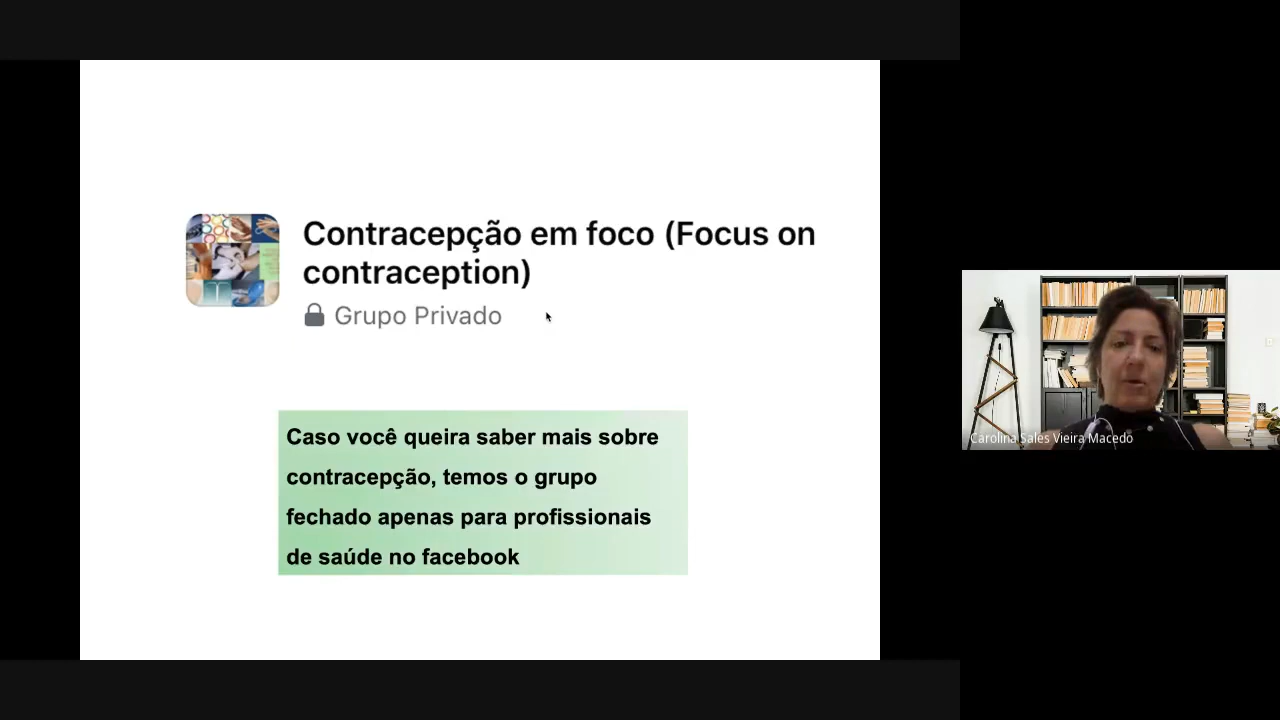 Contracepção em foco (Focus on
contraception)
Grupo Privado
Caso você queira saber mais sobre
contracepção, temos o grupo
fechado apenas para profissionais
de saúde no facebook
Carolina Sales Vieira Macedo